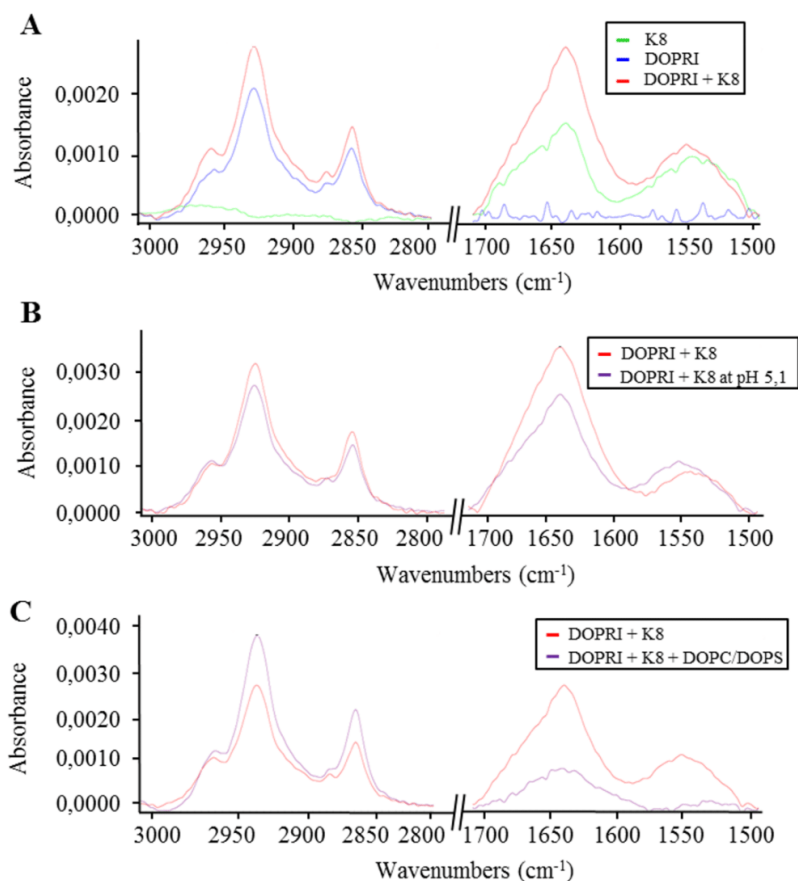 A
K8
DOPRI
DOPRI + K8
Absorbance
0,0020
0,0010
0,0000
3000 2950 2900 2850 2800 1700 1650 1600 1550 1500
Wavenumbers (cm-1)
B
DOPRI + K8
DOPRI + K8 at pH 5,1
Absorbance
0,0030
0,0020
0,0010
0,0000
3000 2950 2900 2850 2800 1700 1650 1600 1550 1500
Wavenumbers (cm-1)
C
DOPRI + K8
DOPRI + K8 + DOPC/DOPS
Absorbance
0,0040
0,0030
0,0020
0,0010
0,0000
3000 2950 2900 2850 2800 1700 1650 1600 1550 1500
Wavenumbers (cm-1)